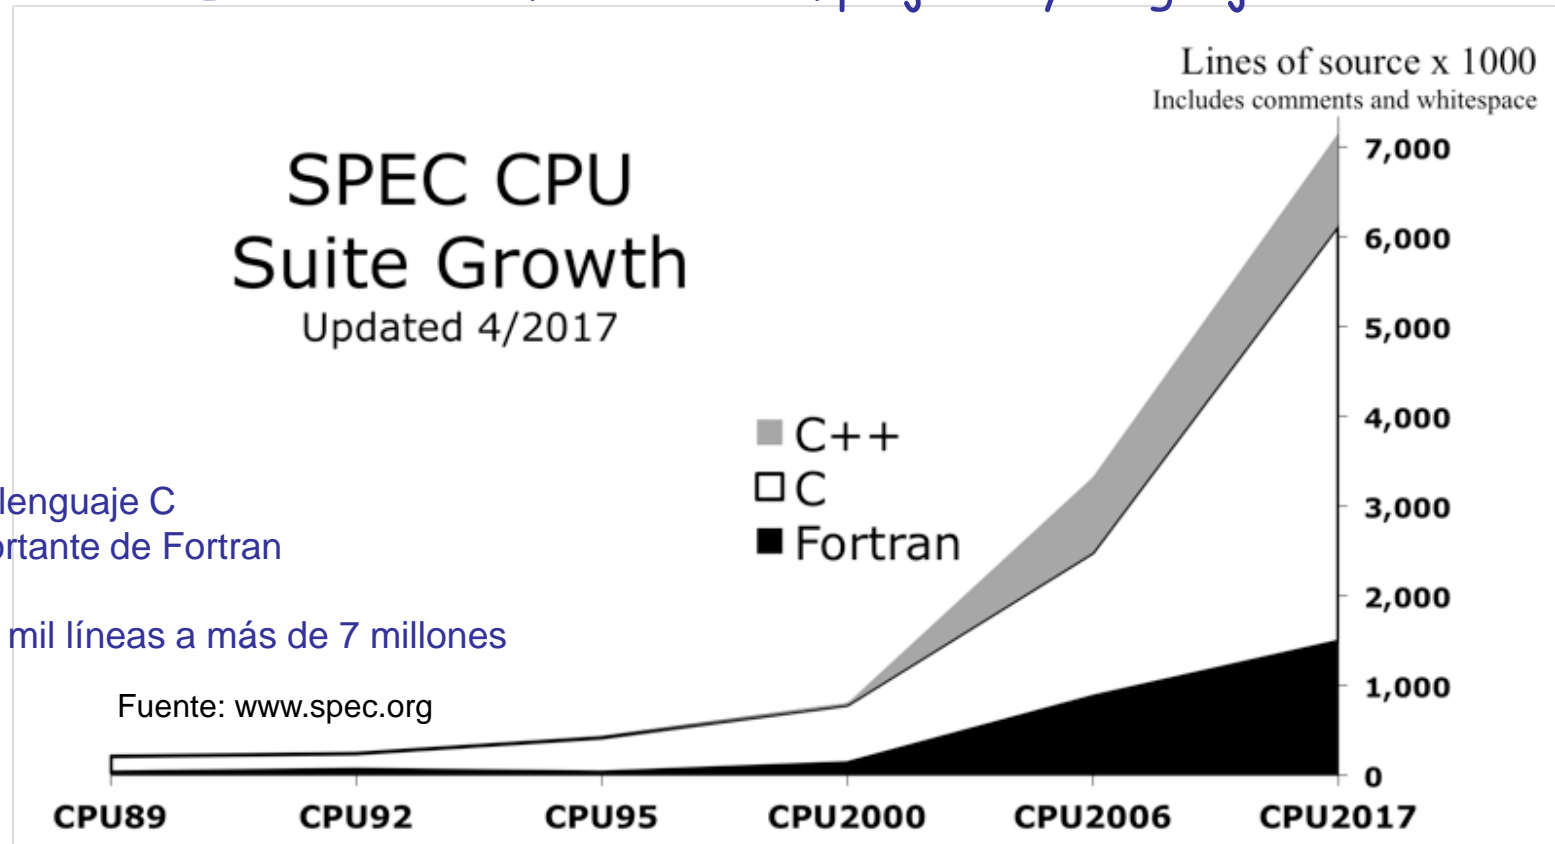 Lines of source x 1000
Includes comments and whitespace
SPEC CPU
Suite Growth
Updated 4/2017
7,000
6,000
5,000
4,000
3,000
2,000
1,000
0
C++
C
Fortran
lenguaje C
de Fortran
mil líneas a más de 7 millones
Fuente: www.spec.org
CPU89
CPU92
CPU95
CPU2000
CPU2006
CPU2017